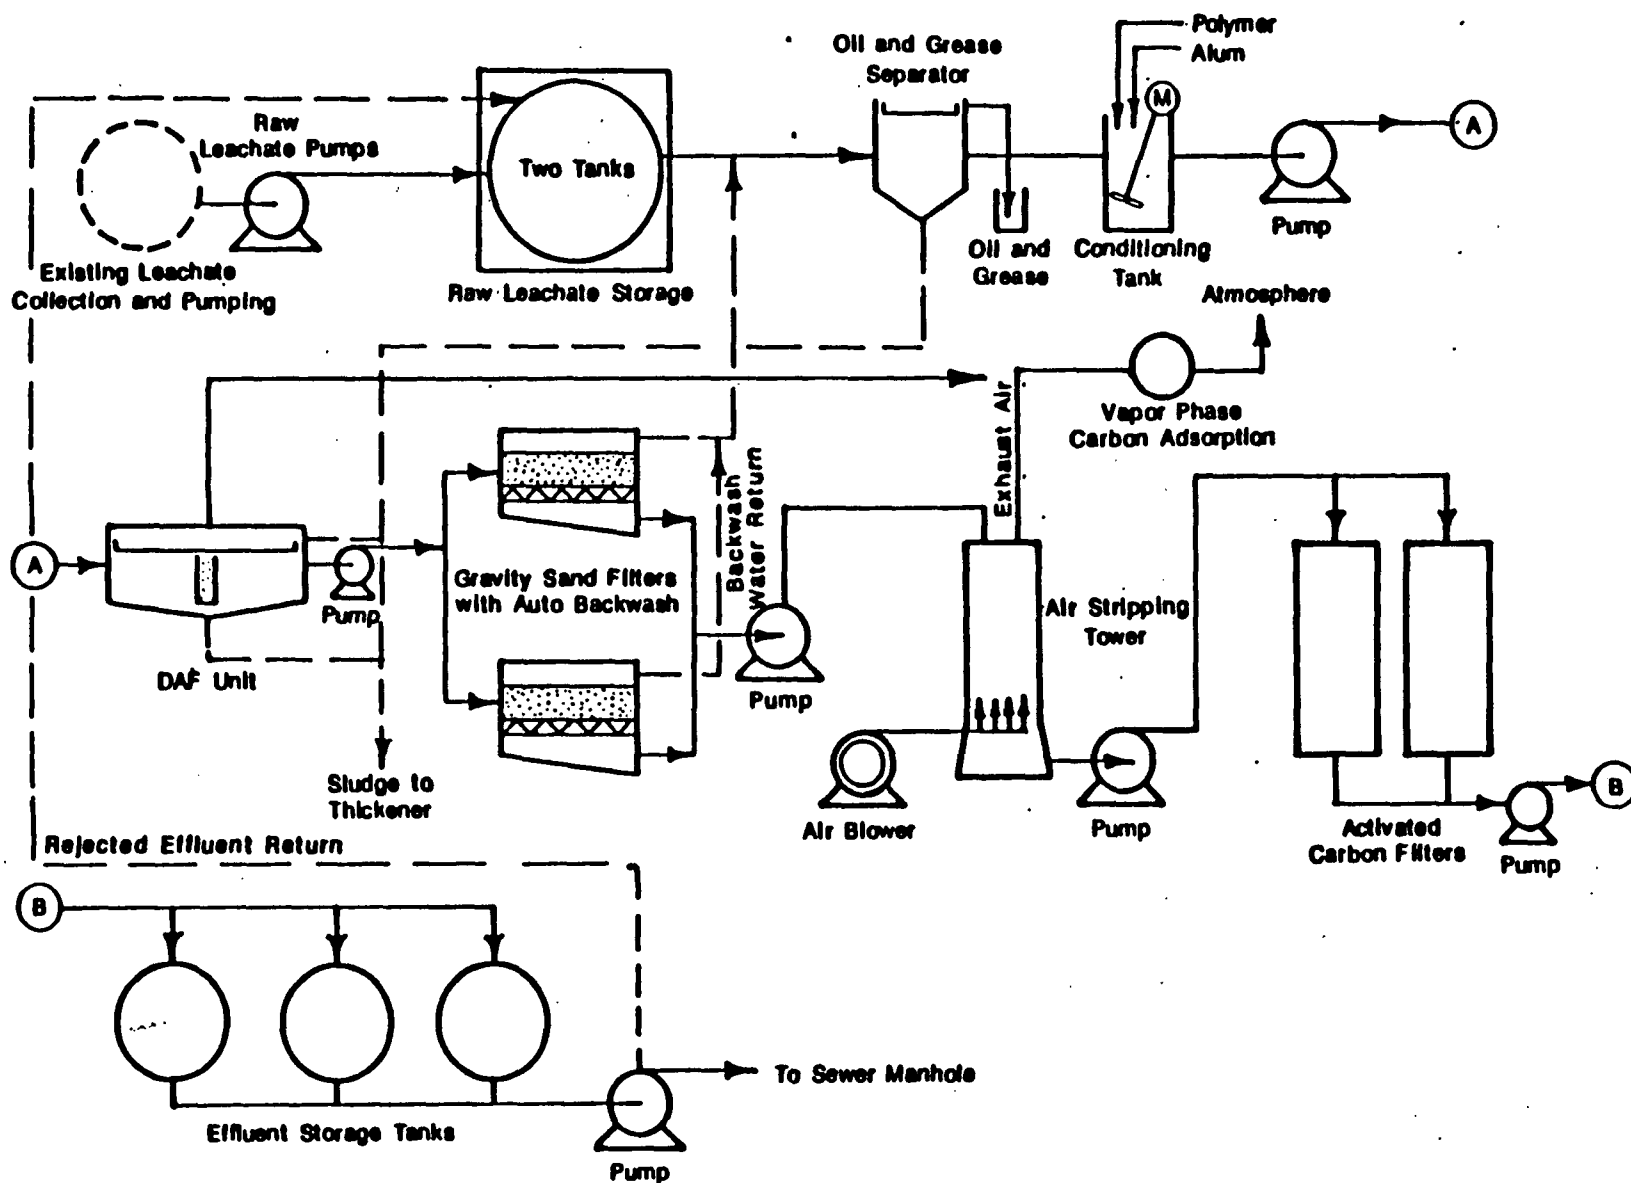 Polymer
Alum
Oil and Grease
Separator
M
A
Raw
Leachate Pumps
Two Tanks
Pump
Oil and
Grease
Conditioning
Tank
Existing Leachate
Collection and Pumping
Raw Leachate Storage
Atmosphere
Exhaust Air
Vapor Phase
Carbon Adsorption
Backwash
Water Return
A
Pump
Gravity Sand Filters
with Auto Backwash
Air Stripping
Tower
DAF Unit
Pump
Sludge to
Thickener
Air Blower
Pump
Activated
Carbon Filters
B
Pump
Rejected Effluent Return
B
To Sewer Manhole
Effluent Storage Tanks
Pump